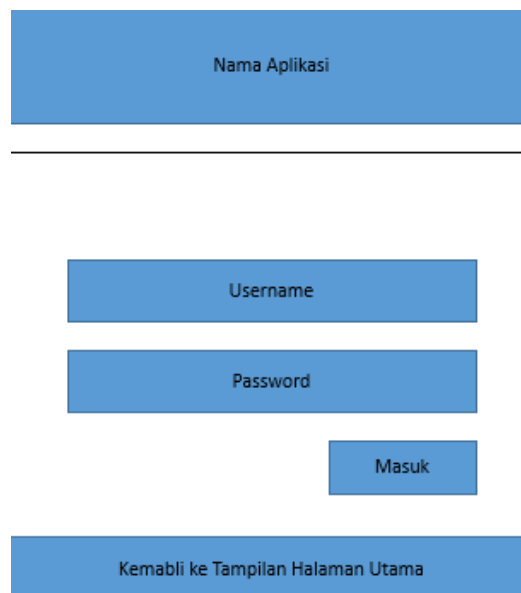 Nama Aplikasi
Username
Password
Masuk
Kemabli ke Tampilan Halaman Utama